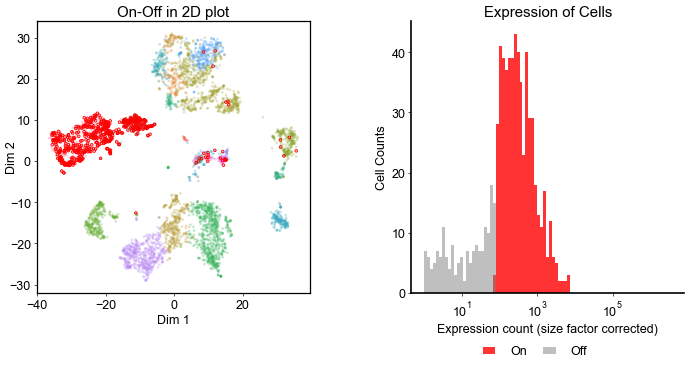 On-Off in 2D plot
Dim 2
30
20
10
0
−10
−20
−30
−40
−20
0
20
Dim 1
Expression of Cells
Cell Counts
40
30
20
10
0
10^1
10^3
10^5
Expression count (size factor corrected)
On
Off